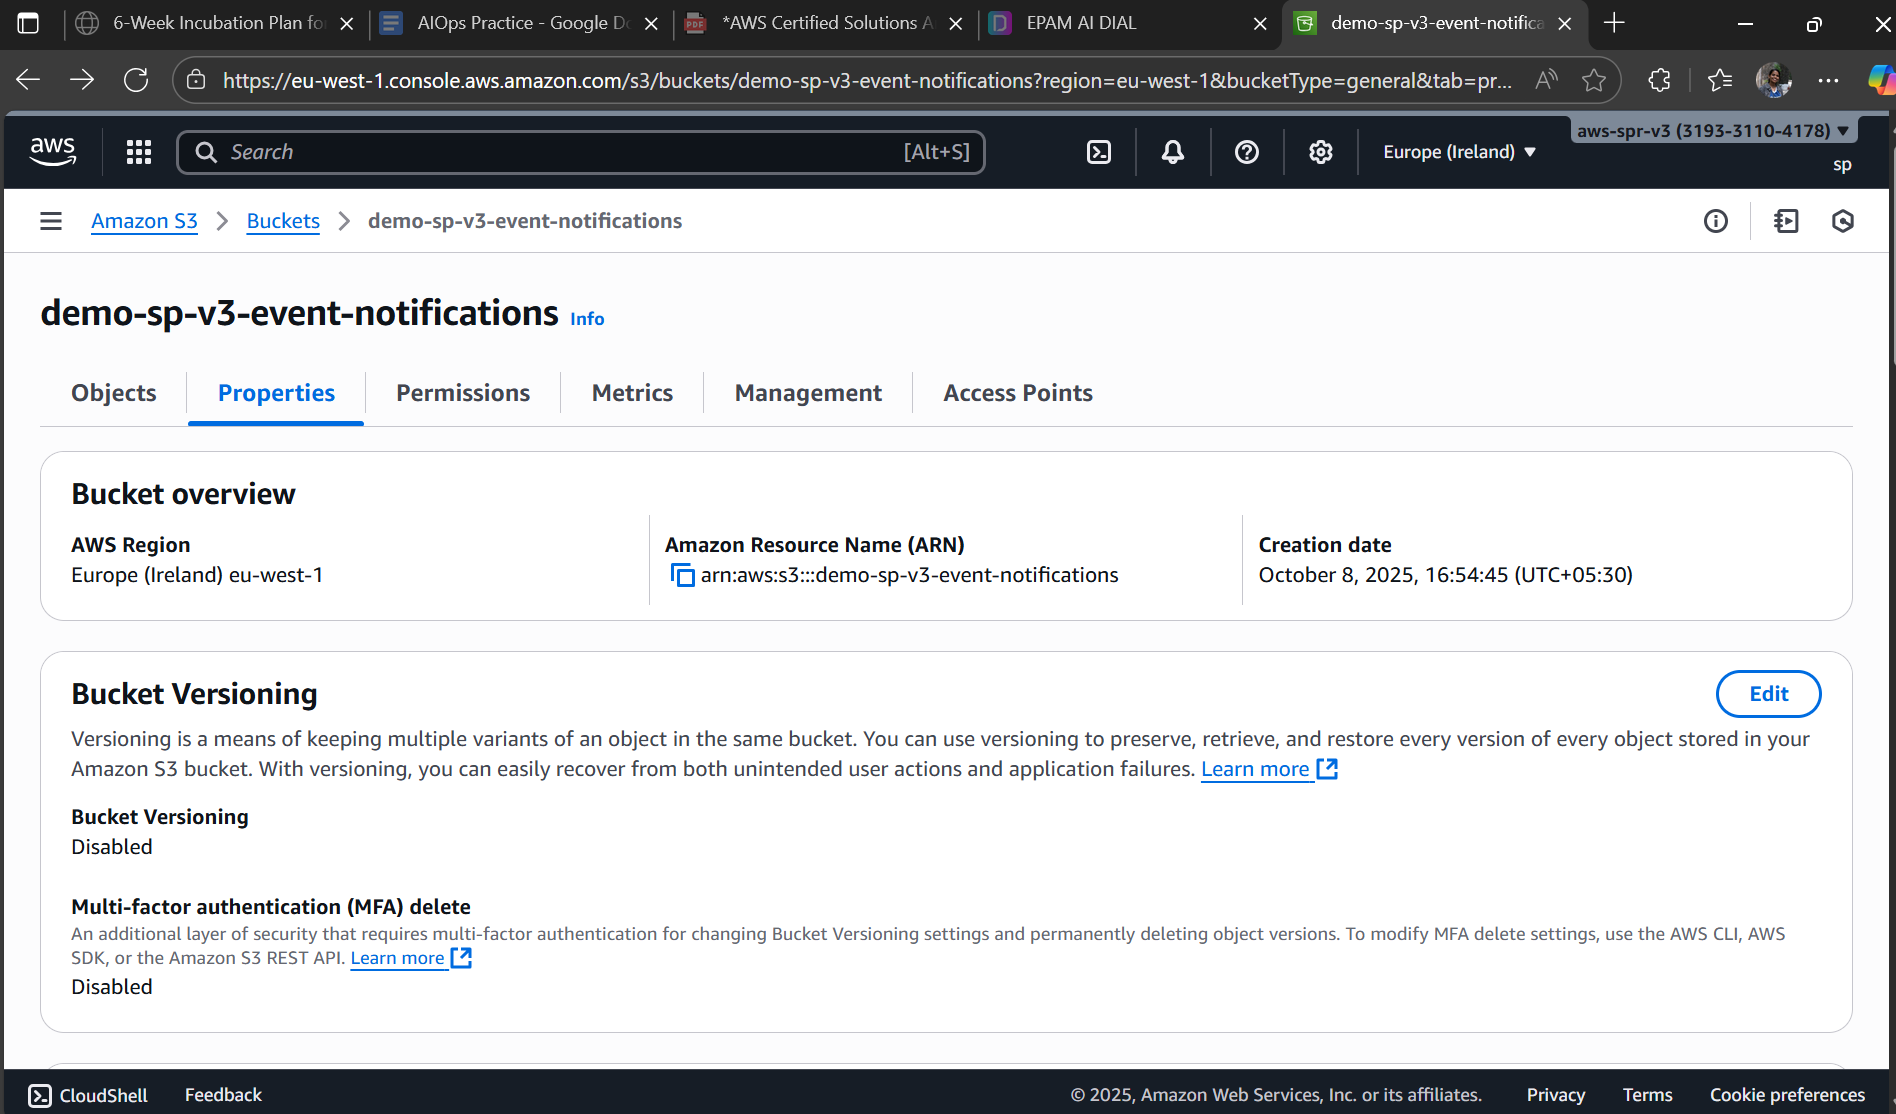 6-Week Incubation Plan fo
AIOps Practice - Google Do
*AWS Certified Solutions A
EPAM AI DIAL
demo-sp-v3-event-notifica
https://eu-west-1.console.aws.amazon.com/s3/buckets/demo-sp-v3-event-notifications?region=eu-west-1&bucketType=general&tab=pr...
aws
Search
[Alt+S]
Europe (Ireland)
aws-spr-v3 (3193-3110-4178)
sp
Amazon S3
Buckets
demo-sp-v3-event-notifications
demo-sp-v3-event-notifications Info
Objects
Properties
Permissions
Metrics
Management
Access Points
Bucket overview
AWS Region
Europe (Ireland) eu-west-1
Amazon Resource Name (ARN)
arn:aws:s3:::demo-sp-v3-event-notifications
Creation date
October 8, 2025, 16:54:45 (UTC+05:30)
Bucket Versioning
Edit
Versioning is a means of keeping multiple variants of an object in the same bucket. You can use versioning to preserve, retrieve, and restore every version of every object stored in your
Amazon S3 bucket. With versioning, you can easily recover from both unintended user actions and application failures. Learn more
Bucket Versioning
Disabled
Multi-factor authentication (MFA) delete
An additional layer of security that requires multi-factor authentication for changing Bucket Versioning settings and permanently deleting object versions. To modify MFA delete settings, use the AWS CLI, AWS
SDK, or the Amazon S3 REST API. Learn more
Disabled
CloudShell
Feedback
© 2025, Amazon Web Services, Inc. or its affiliates.
Privacy
Terms
Cookie preferences